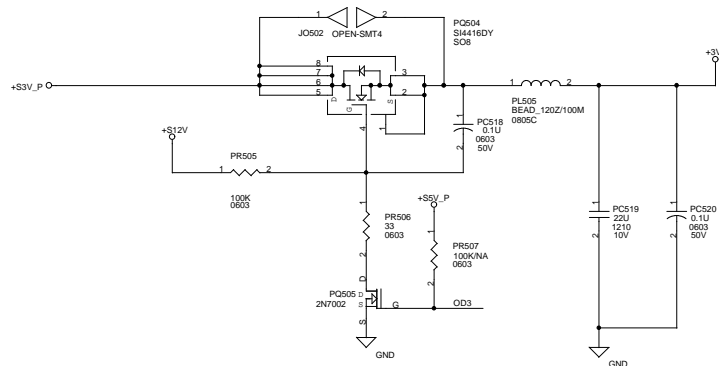 1 2
JO502 OPEN-SMT4
PQ504
SI4416DY
SO8
+3V
8
7
6
5
D
G
S
3
2
4
1
+S3V_P
1 2
PL505
BEAD_120Z/100M
0805C
+S12V
PR505
1 2
100K
0603
1
PC518
0.1U
0603
50V
2
+S5V_P
1
PR506
33
0603
2
1
PR507
100K/NA
0603
2
1
PC519
22U
1210
10V
2
1
PC520
0.1U
0603
50V
2
D
PQ505
2N7002
D
S
G
OD3
S
GND
GND